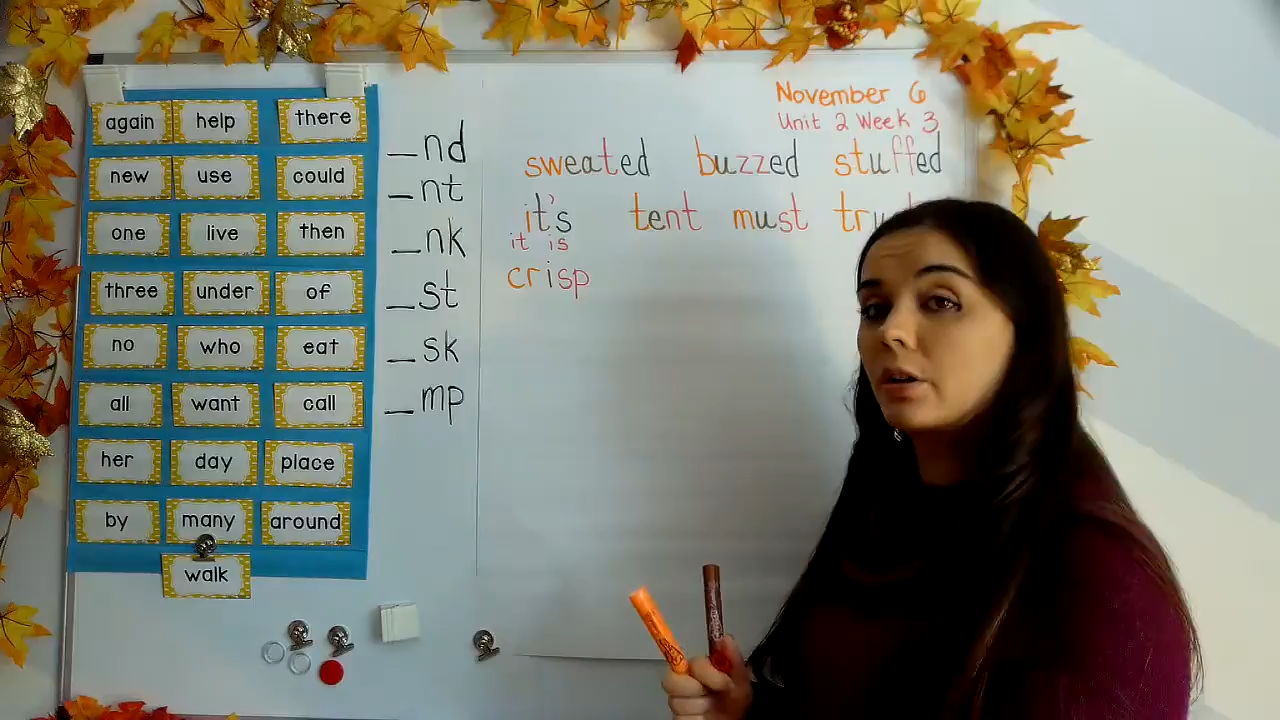 again help there
new use could
one live then
three under of
no who eat
all want call
her day place
by many around
walk
_nd
_nt
_nk
_st
_sk
_mp
November 6
Unit 2 Week 3
sweated buzzed stuffed
it's tent must
it is
crisp